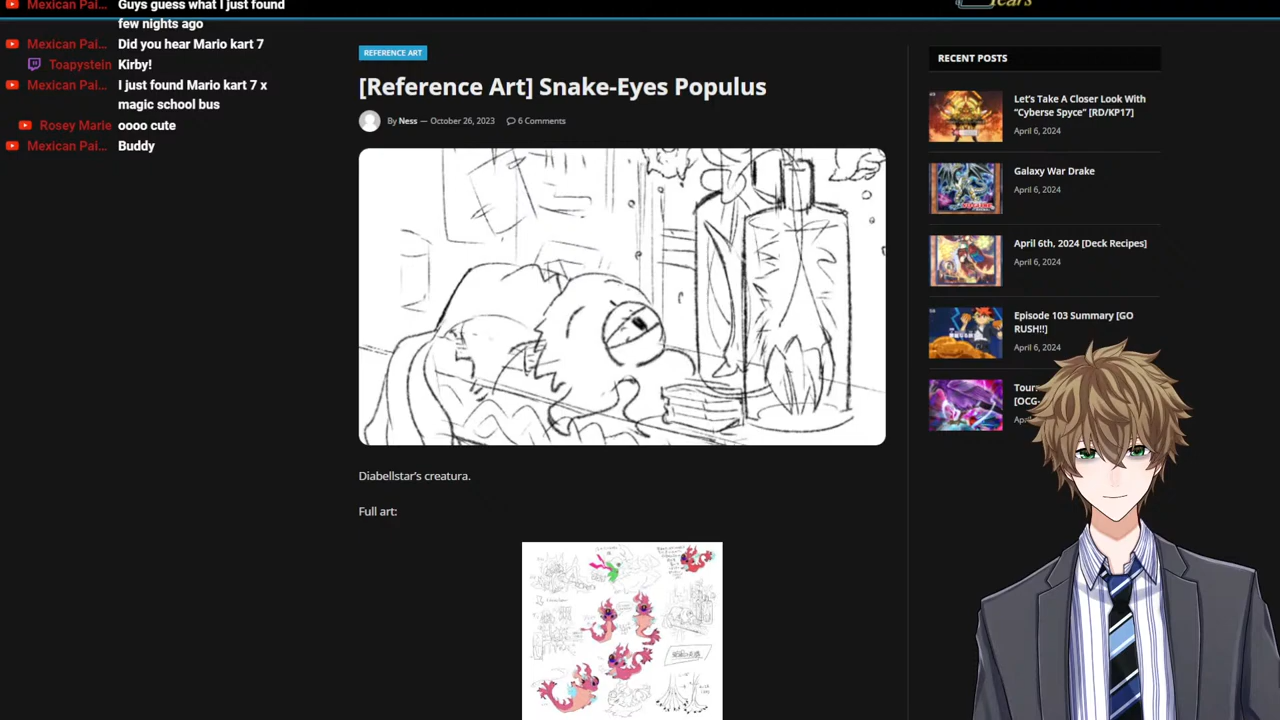 Mexican Pai... Guys guess what I just found
few nights ago
Mexican Pai... Did you hear Mario kart 7
Toapystein Kirby!
Mexican Pai... I just found Mario kart 7 x
magic school bus
Rosey Marie oooo cute
Mexican Pai... Buddy
REFERENCE ART
[Reference Art] Snake-Eyes Populus
By Ness — October 26, 2023 6 Comments
Diabellstar's creatura.
Full art:
RECENT POSTS
Let's Take A Closer Look With
"Cyberse Spyce" [RD/KP17]
April 6, 2024
Galaxy War Drake
April 6, 2024
April 6th, 2024 [Deck Recipes]
April 6, 2024
Episode 103 Summary [GO
RUSH!!]
April 6, 2024
[OCG-